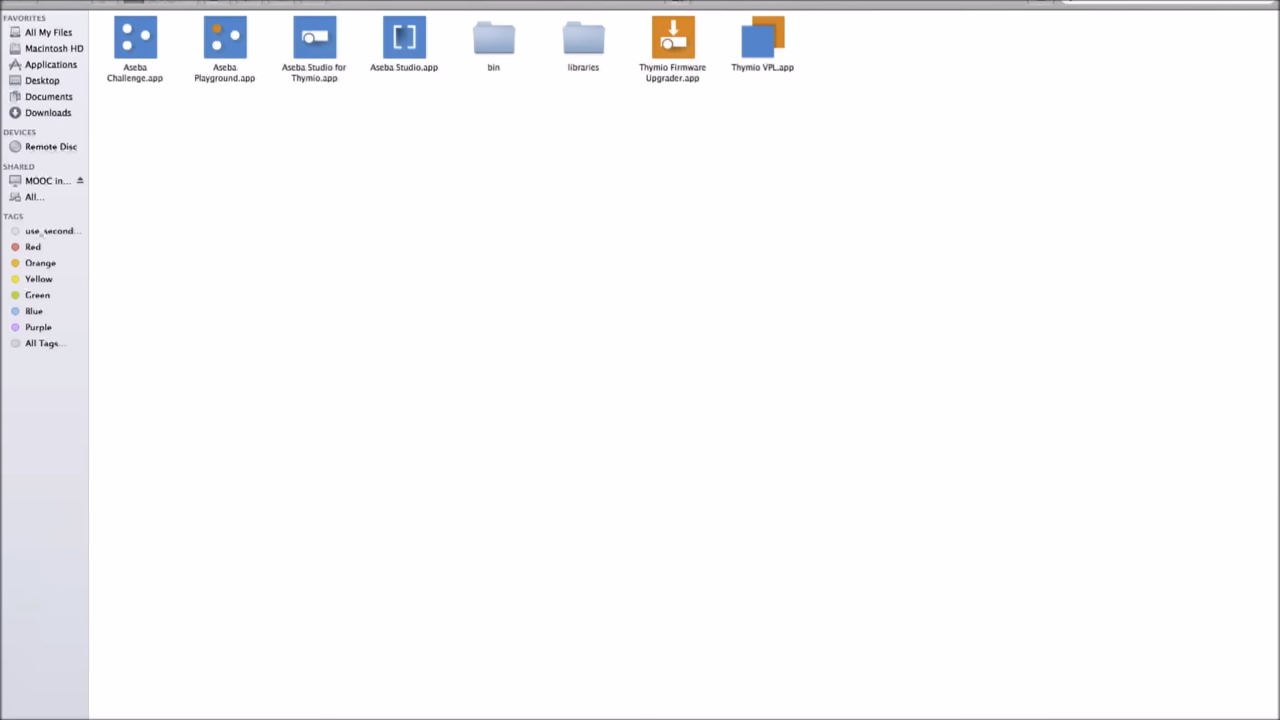 FAVORITES
All My Files
Macintosh HD
Applications
Desktop
Documents
Downloads
DEVICES
Remote Disc
SHARED
MOOC in...
All...
TAGS
use_second...
Red
Orange
Yellow
Green
Blue
Purple
All Tags...
Aseba
Challenge.app
Aseba
Playground.app
Aseba Studio for
Thymio.app
Aseba Studio.app
bin
libraries
Thymio Firmware
Upgrader.app
Thymio VPL.app